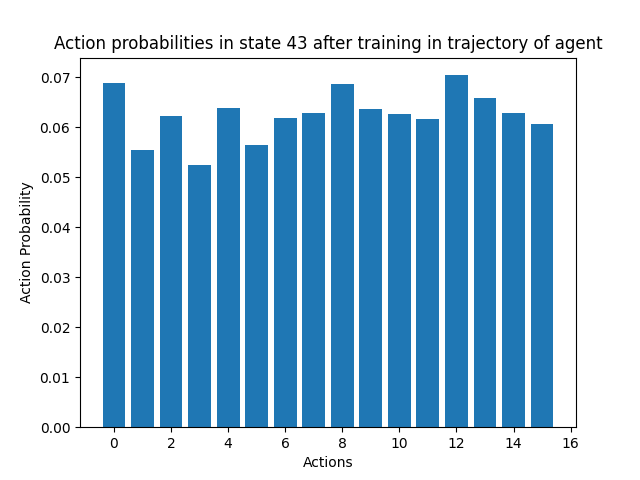 Action probabilities in state 43 after training in trajectory of agent
0.07
0.06
0.05
0.04
0.03
0.02
0.01
0.00
Action Probability
0 2 4 6 8 10 12 14 16
Actions